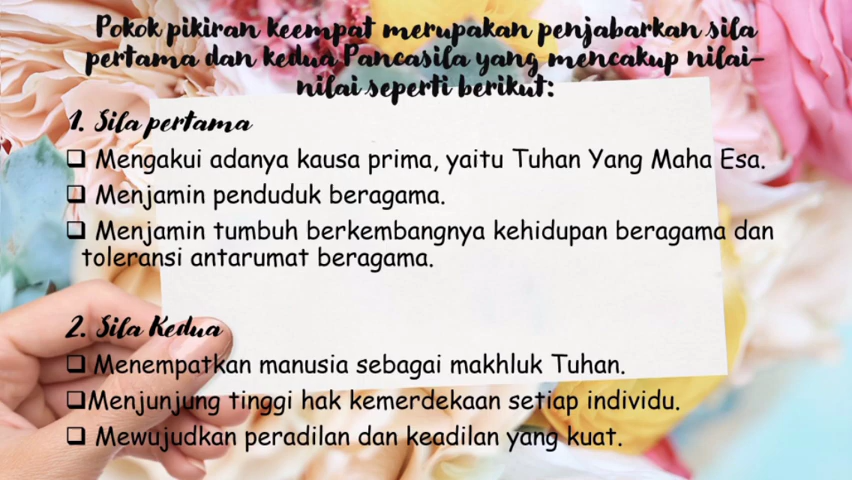 Pokok pikiran keempat merupakan penjabarkan sila
pertama dan kedua Pancasila yang mencakup nilai-
nilai seperti berikut:
1. Sila pertama
❑ Mengakui adanya kausa prima, yaitu Tuhan Yang Maha Esa.
❑ Menjamin penduduk beragama.
❑ Menjamin tumbuh berkembangnya kehidupan beragama dan
toleransi antarumat beragama.
2. Sila Kedua
❑ Menempatkan manusia sebagai makhluk Tuhan.
❑Menjunjung tinggi hak kemerdekaan setiap individu.
❑ Mewujudkan peradilan dan keadilan yang kuat.